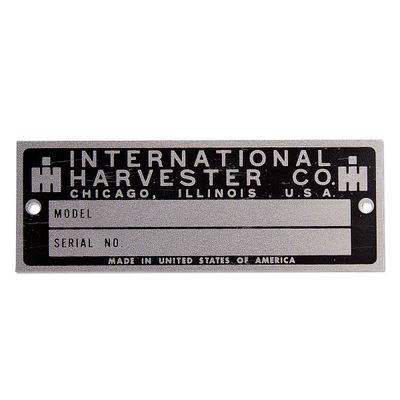 INTERNATIONAL
HARVESTER CO.
CHICAGO, ILLINOIS U.S.A.
MODEL
SERIAL NO.
MADE IN UNITED STATES OF AMERICA